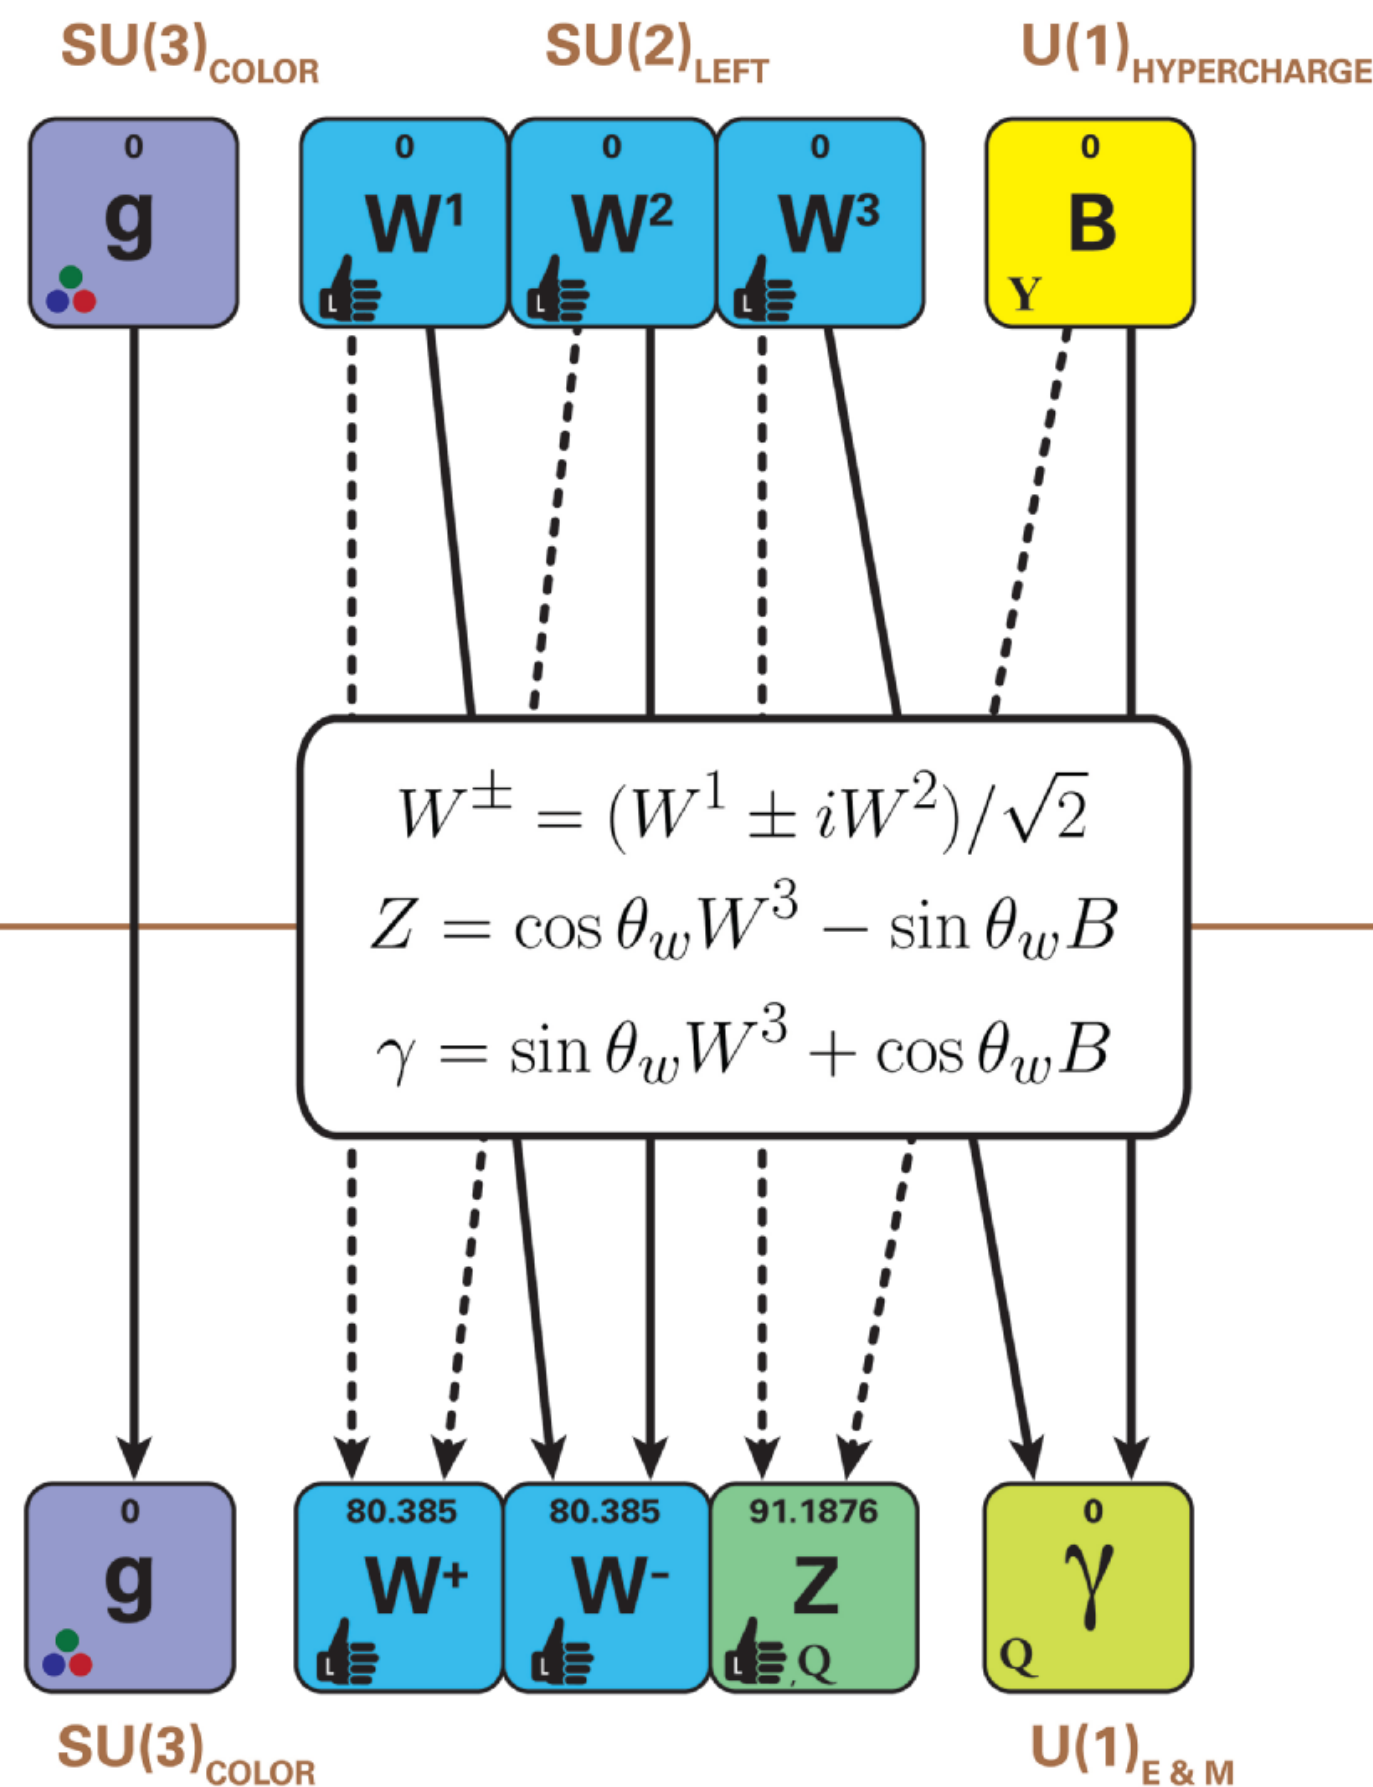 SU(3)COLOR SU(2)LEFT U(1)HYPERCHARGE
0 0 0 0 0
g W¹ W² W³ B
L L L Y
W± = (W¹ ± iW²)/√2
Z = cos θwW³ − sin θwB
γ = sin θwW³ + cos θwB
0 80.385 80.385 91.1876 0
g W⁺ W⁻ Z γ
L L L ,Q Q
SU(3)COLOR U(1)E & M